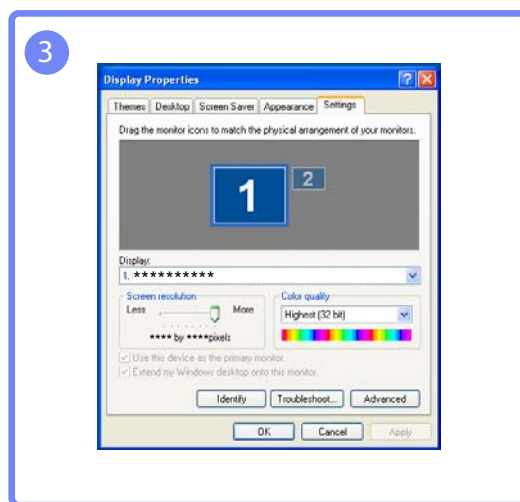 3
Display Properties
Themes Desktop Screen Saver Appearance Settings
Drag the monitor icons to match the physical arrangement of your monitors.
1 2
Display:
1. **********
Screen resolution Color quality
Less More Highest (32 bit)
**** by ****pixels
Use this device as the primary monitor.
Extend my Windows desktop onto this monitor.
Identify Troubleshoot... Advanced
OK Cancel Apply